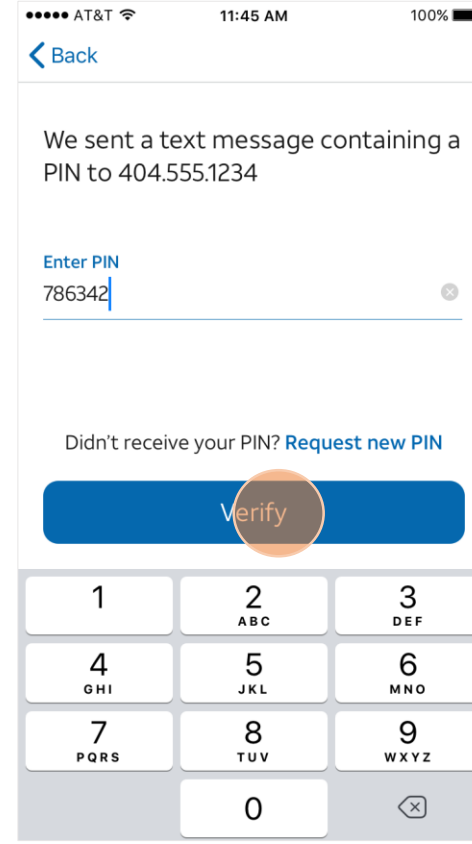 AT&T 11:45 AM 100%
Back
We sent a text message containing a
PIN to 404.555.1234
Enter PIN
786342
Didn't receive your PIN? Request new PIN
Verify
1 2 3
ABC DEF
4 5 6
GHI JKL MNO
7 8 9
PQRS TUV WXYZ
0